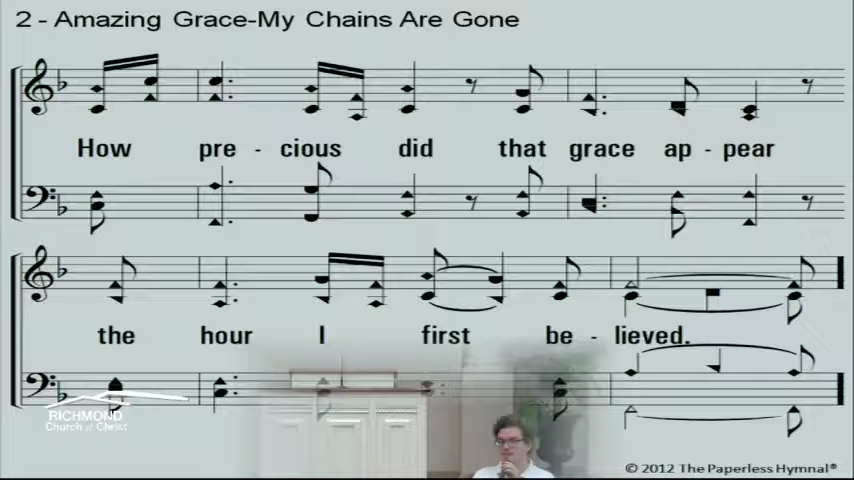 2 - Amazing Grace-My Chains Are Gone
How pre - cious did that grace ap - pear
the hour I first be - lieved.
RICHMOND
Church of Christ
© 2012 The Paperless Hymnal®